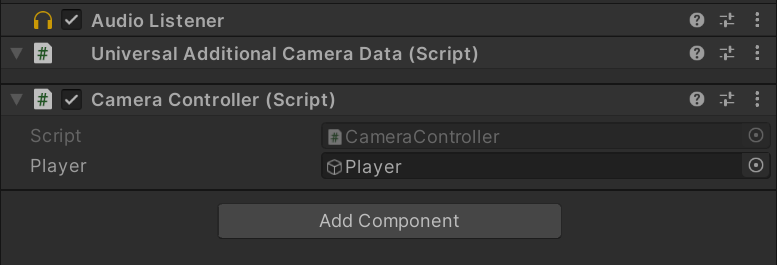 Audio Listener
# Universal Additional Camera Data (Script)
# Camera Controller (Script)
Script # CameraController
Player Player
Add Component